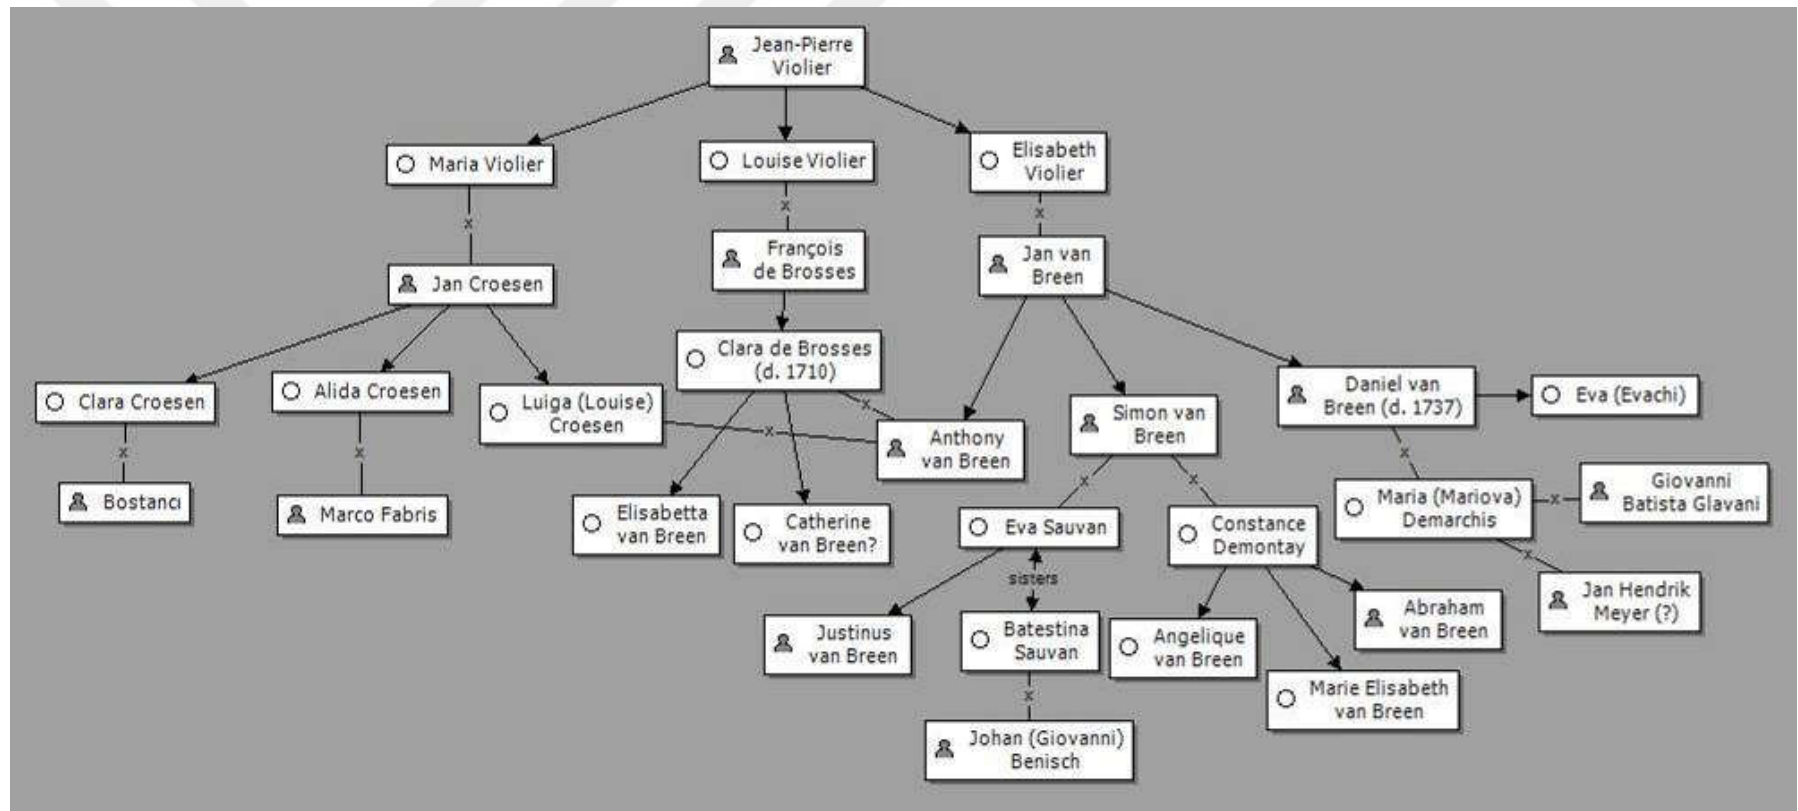 Jean-Pierre
Violier
Maria Violier
Louise Violier
Elisabeth
Violier
x
x
x
Jan Croesen
François
de Brosses
Jan van
Breen
Clara Croesen
Alida Croesen
Luiga (Louise)
Croesen
Clara de Brosses
(d. 1710)
x
x
Anthony
van Breen
Simon van
Breen
Daniel van
Breen (d. 1737)
Eva (Evachi)
x
x
x
x
x
Bostancı
Marco Fabris
Elisabetta
van Breen
Catherine
van Breen?
Eva Sauvan
Constance
Demontay
Maria (Mariova)
Demarchis
x
Giovanni
Batista Glavani
sisters
x
Justinus
van Breen
Batestina
Sauvan
Angelique
van Breen
Abraham
van Breen
Jan Hendrik
Meyer (?)
x
Marie Elisabeth
van Breen
Johan (Giovanni)
Benisch